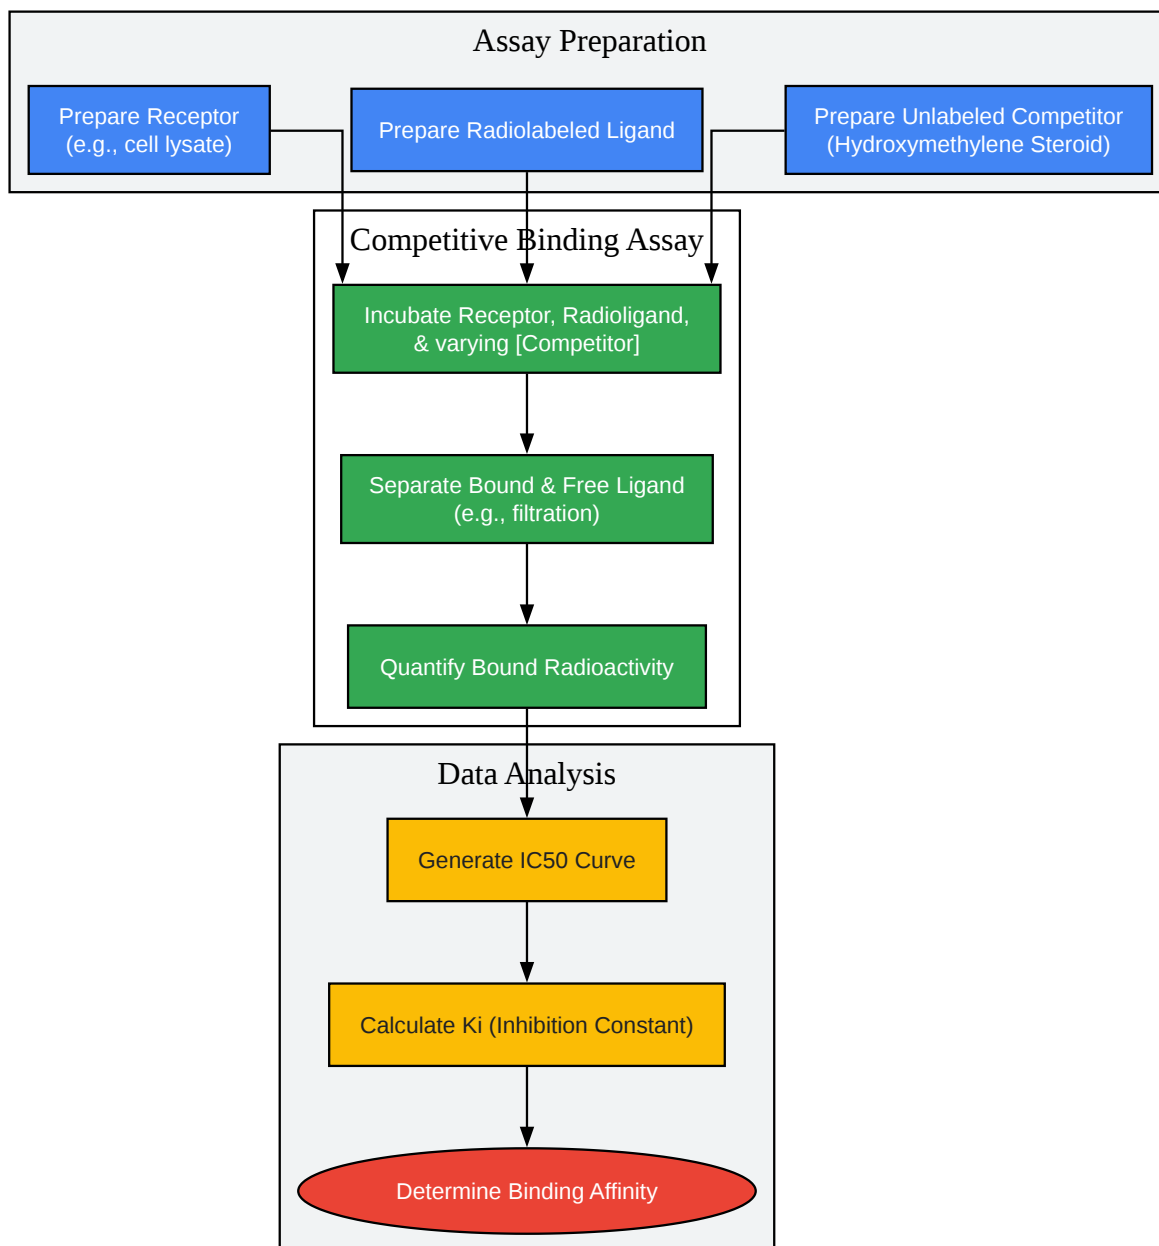 Assay Preparation
Prepare Receptor
(e.g., cell lysate)
Prepare Radiolabeled Ligand
Prepare Unlabeled Competitor
(Hydroxymethylene Steroid)
Competitive Binding Assay
Incubate Receptor, Radioligand,
& varying [Competitor]
Separate Bound & Free Ligand
(e.g., filtration)
Quantify Bound Radioactivity
Data Analysis
Generate IC50 Curve
Calculate Ki (Inhibition Constant)
Determine Binding Affinity